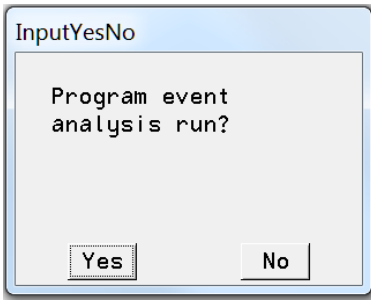 InputYesNo
Program event
analysis run?
Yes No